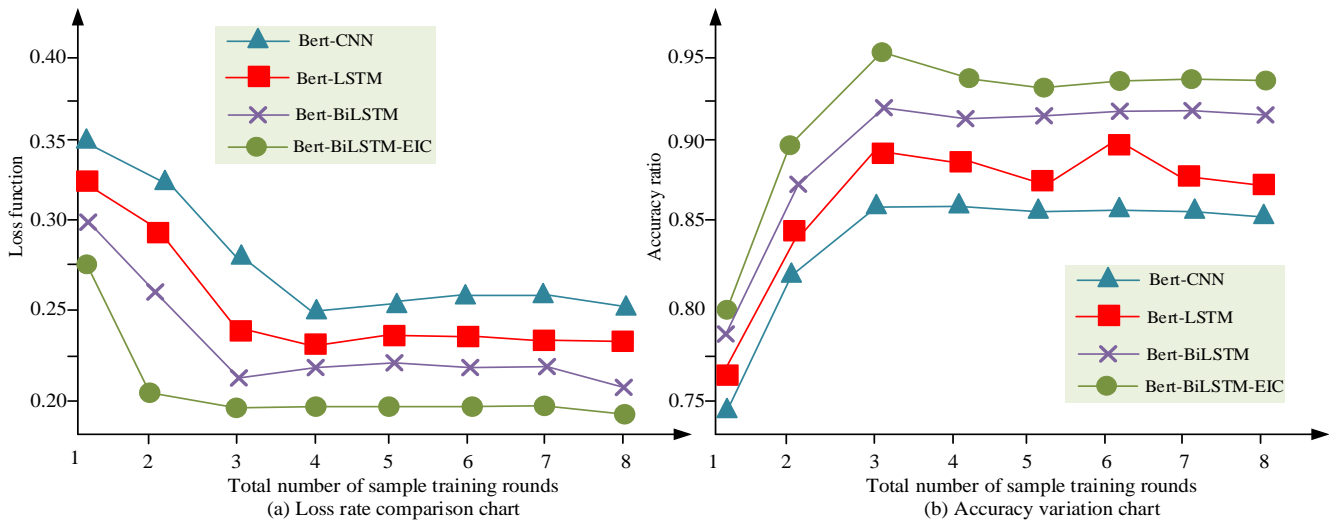 0.40
0.35
0.30
0.25
0.20
Loss function
Bert-CNN
Bert-LSTM
Bert-BiLSTM
Bert-BiLSTM-EIC
1 2 3 4 5 6 7 8
Total number of sample training rounds
(a) Loss rate comparison chart
0.95
0.90
0.85
0.80
0.75
Accuracy ratio
Bert-CNN
Bert-LSTM
Bert-BiLSTM
Bert-BiLSTM-EIC
1 2 3 4 5 6 7 8
Total number of sample training rounds
(b) Accuracy variation chart